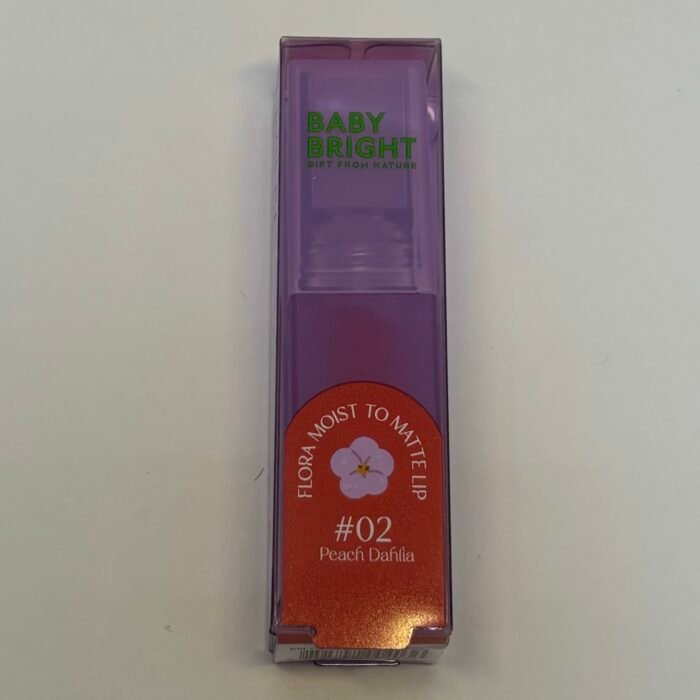 BABY
BRIGHT
GIFT FROM NATURE
FLORA MOIST TO MATTE LIP
#02
Peach Dahlia